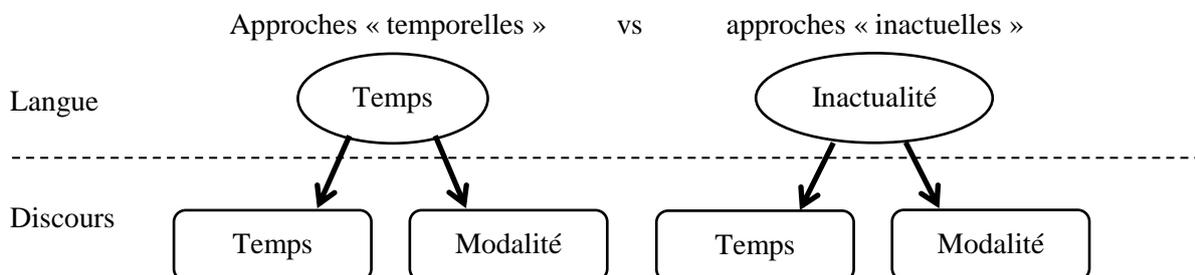 Approches « temporelles » vs approches « inactuelles »
Langue Temps Inactualité
Discours Temps Modalité Temps Modalité